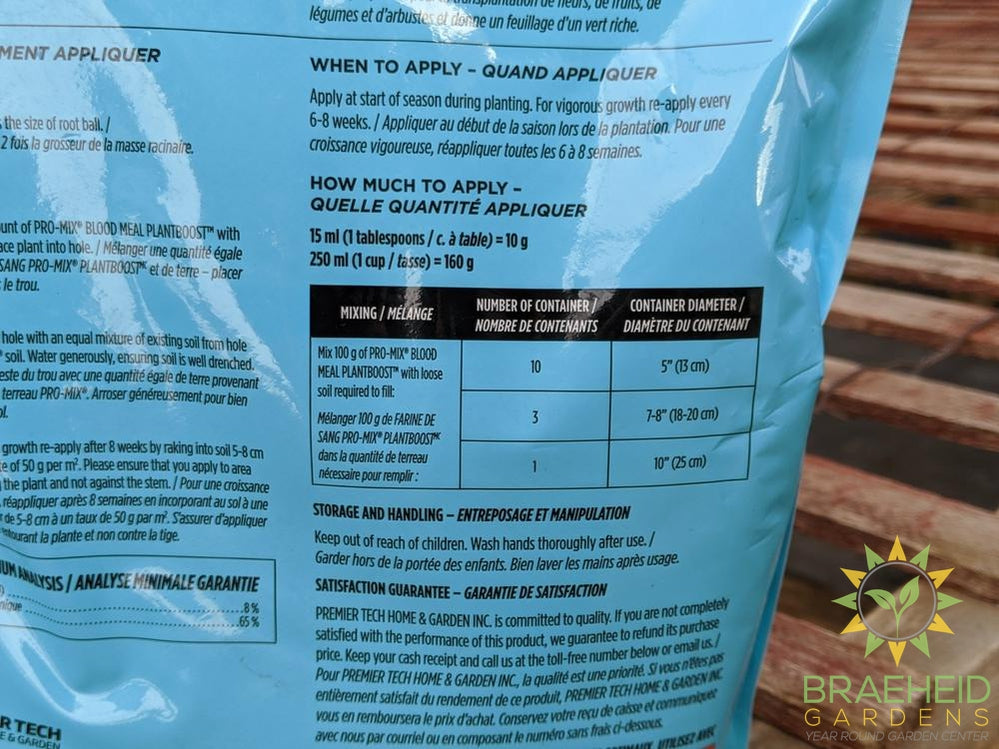 légumes et d'arbustes et donne un feuillage d'un vert riche.
MENT APPLIQUER
the size of root ball. /
2 fois la grosseur de la masse racinaire.
of PRO-MIX® BLOOD MEAL PLANTBOOST™ with
plant into hole. / Mélanger une quantité égale
SANG PRO-MIX® PLANTBOOST™ et de terre – placer
le trou.
hole with an equal mixture of existing soil from hole
soil. Water generously, ensuring soil is well drenched.
du trou avec une quantité égale de terre provenant
terreau PRO-MIX®. Arroser généreusement pour bien
growth re-apply after 8 weeks by raking into soil 5-8 cm
of 50 g per m². Please ensure that you apply to area
the plant and not against the stem. / Pour une croissance
réappliquer après 8 semaines en incorporant au sol à une
de 5-8 cm à un taux de 50 g par m². S'assurer d'appliquer
la plante et non contre la tige.
ANALYSIS / ANALYSE MINIMALE GARANTIE
8 %
65 %
TECH
& GARDEN
WHEN TO APPLY – QUAND APPLIQUER
Apply at start of season during planting. For vigorous growth re-apply every
6-8 weeks. / Appliquer au début de la saison lors de la plantation. Pour une
croissance vigoureuse, réappliquer toutes les 6 à 8 semaines.
HOW MUCH TO APPLY –
QUELLE QUANTITÉ APPLIQUER
15 ml (1 tablespoons / c. à table) = 10 g
250 ml (1 cup / tasse) = 160 g
MIXING / MÉLANGE
NUMBER OF CONTAINER /
NOMBRE DE CONTENANTS
CONTAINER DIAMETER /
DIAMÈTRE DU CONTENANT
Mix 100 g of PRO-MIX® BLOOD
MEAL PLANTBOOST™ with loose
soil required to fill:
Mélanger 100 g de FARINE DE
SANG PRO-MIX® PLANTBOOST™
dans la quantité de terreau
nécessaire pour remplir :
10
5" (13 cm)
3
7-8" (18-20 cm)
1
10" (25 cm)
STORAGE AND HANDLING – ENTREPOSAGE ET MANIPULATION
Keep out of reach of children. Wash hands thoroughly after use. /
Garder hors de la portée des enfants. Bien laver les mains après usage.
SATISFACTION GUARANTEE – GARANTIE DE SATISFACTION
PREMIER TECH HOME & GARDEN INC. is committed to quality. If you are not completely
satisfied with the performance of this product, we guarantee to refund its purchase
price. Keep your cash receipt and call us at the toll-free number below or email us. /
Pour PREMIER TECH HOME & GARDEN INC., la qualité est une priorité. Si vous n'êtes pas
entièrement satisfait du rendement de ce produit, PREMIER TECH HOME & GARDEN INC.
vous en remboursera le prix d'achat. Conservez votre reçu de caisse et communiquez
avec nous par courriel ou en composant le numéro sans frais ci-dessous.
BRAEHEID
GARDENS
YEAR ROUND GARDEN CENTER